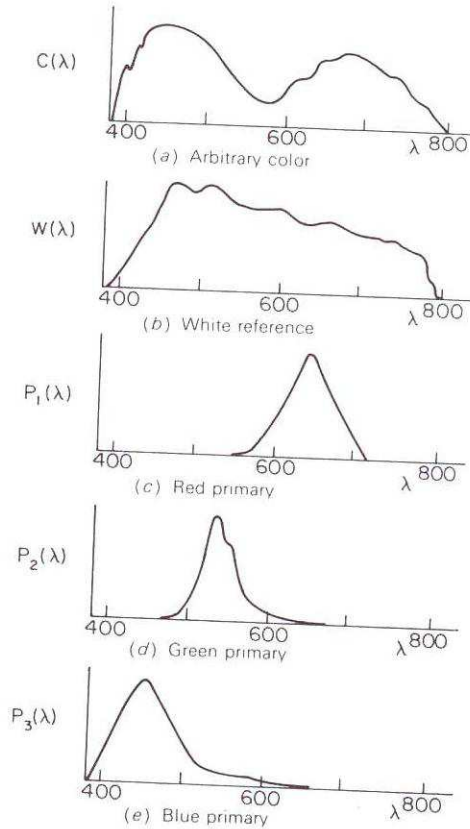 C(λ)
400 600 λ 800
(a) Arbitrary color
W(λ)
400 600 λ 800
(b) White reference
P₁(λ)
400 600 λ 800
(c) Red primary
P₂(λ)
400 600 λ 800
(d) Green primary
P₃(λ)
400 600 λ 800
(e) Blue primary